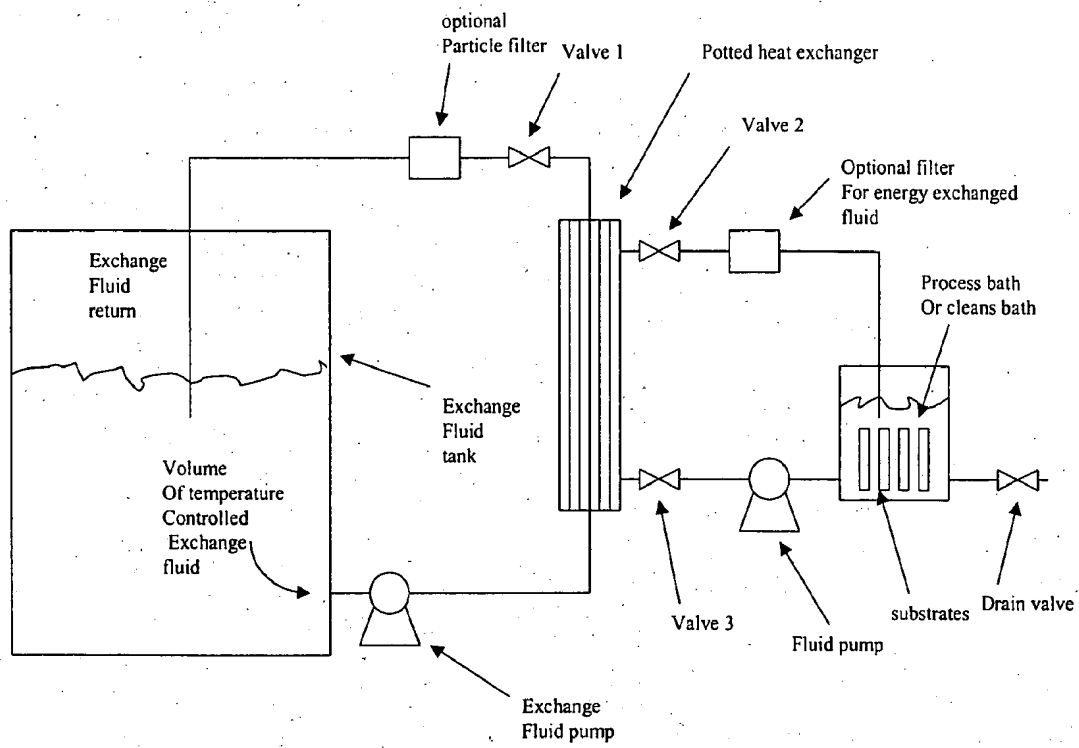 optional
Particle filter
Valve 1
Potted heat exchanger
Valve 2
Optional filter
For energy exchanged
fluid
Exchange
Fluid
return
Process bath
Or cleans bath
Exchange
Fluid
tank
Volume
Of temperature
Controlled
Exchange
fluid
Valve 3
substrates
Drain valve
Fluid pump
Exchange
Fluid pump